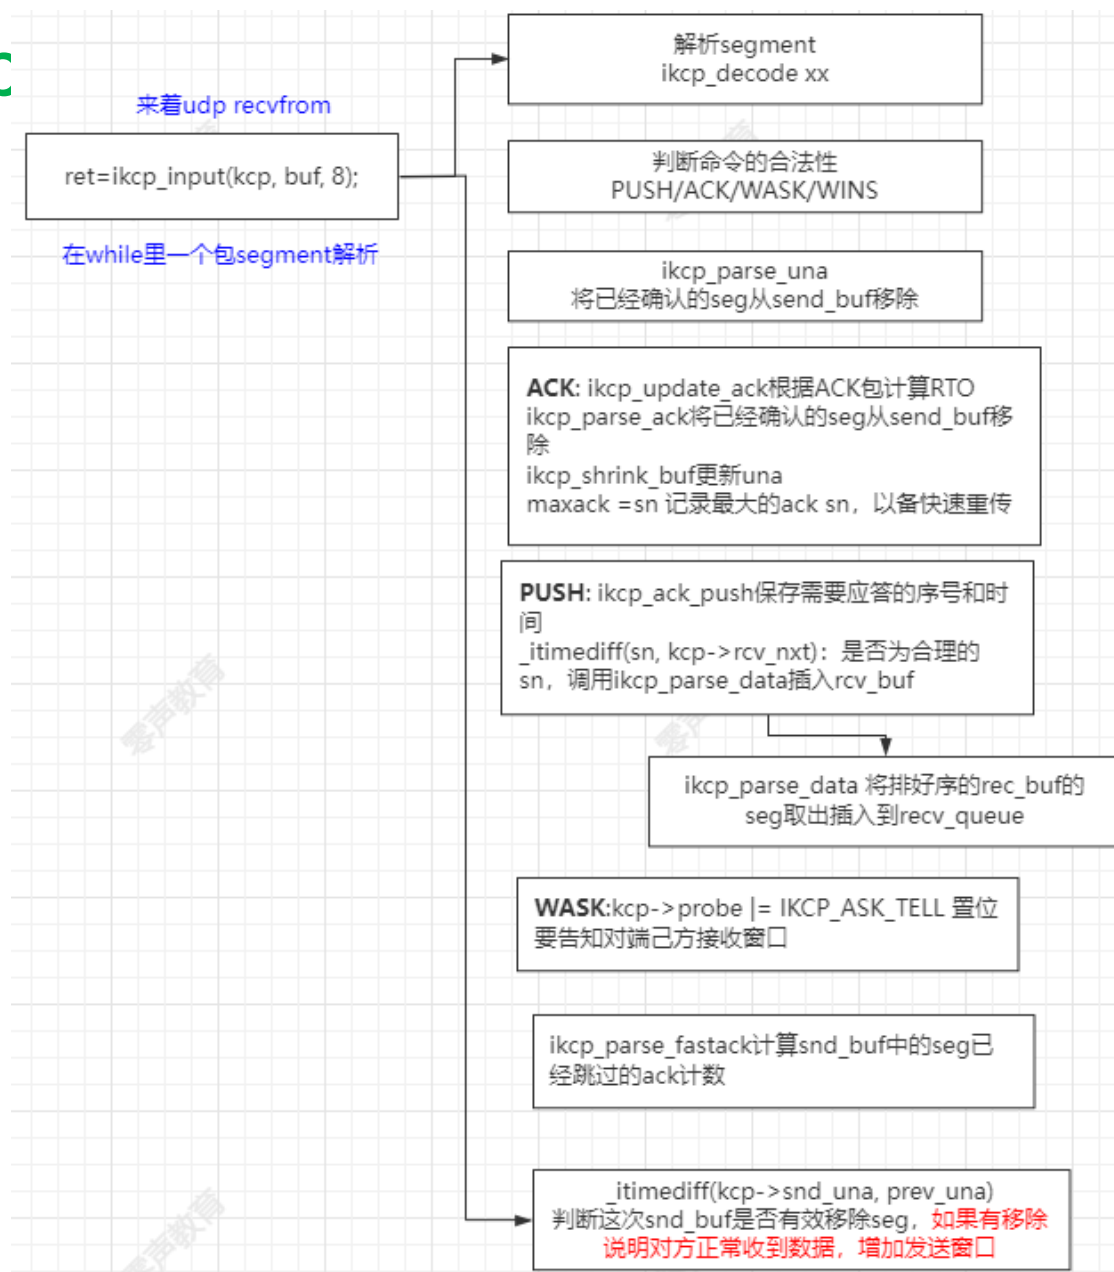 解析segment
ikcp_decode xx
来着udp recvfrom
ret=ikcp_input(kcp, buf, 8);
在while里一个包segment解析
判断命令的合法性
PUSH/ACK/WASK/WINS
ikcp_parse_una
将已经确认的seg从send_buf移除
ACK: ikcp_update_ack根据ACK包计算RTO
ikcp_parse_ack将已经确认的seg从send_buf移
除
ikcp_shrink_buf更新una
maxack =sn 记录最大的ack sn，以备快速重传
PUSH: ikcp_ack_push保存需要应答的序号和时
间
_itimediff(sn, kcp->rcv_nxt)：是否为合理的
sn，调用ikcp_parse_data插入rcv_buf
零声教育
ikcp_parse_data 将排好序的rec_buf的
seg取出插入到recv_queue
WASK:kcp->probe |= IKCP_ASK_TELL 置位
要告知对端己方接收窗口
ikcp_parse_fastack计算snd_buf中的seg已
经跳过的ack计数
_itimediff(kcp->snd_una, prev_una)
判断这次snd_buf是否有效移除seg，如果有移除
说明对方正常收到数据，增加发送窗口
零声教育